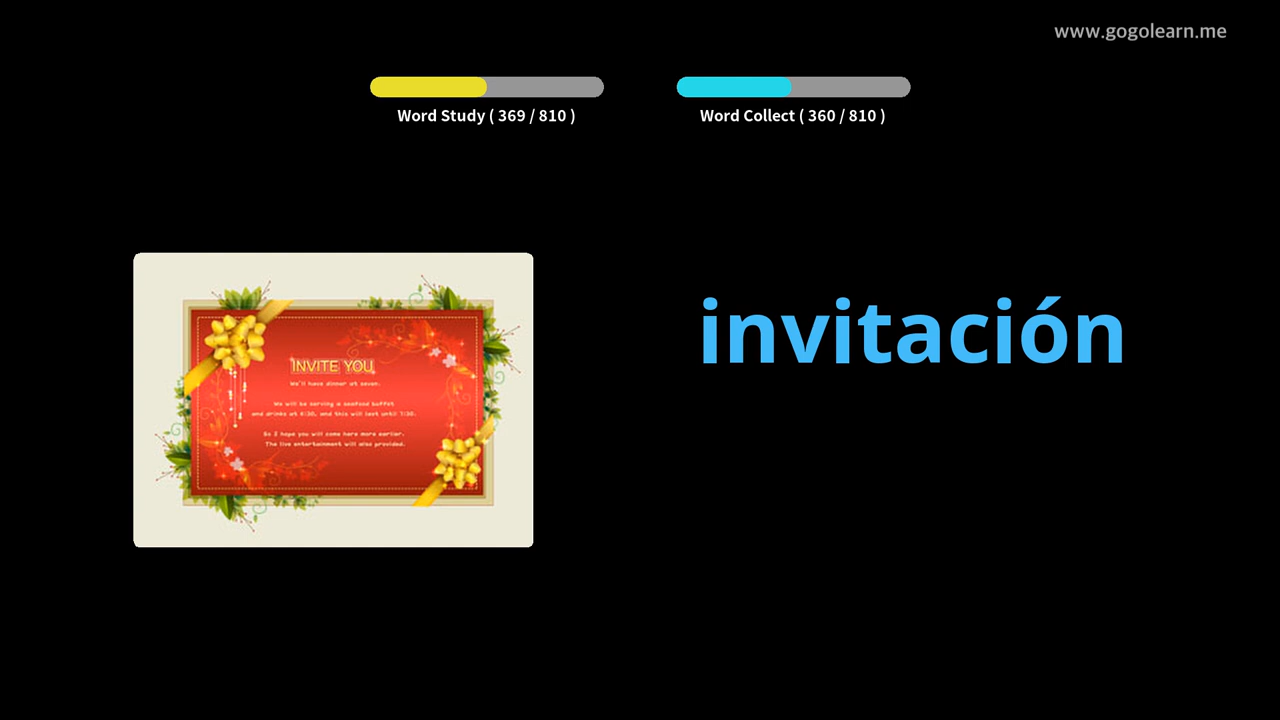 www.gogolearn.me
Word Study ( 369 / 810 )
Word Collect ( 360 / 810 )
INVITE YOU
We'll have dinner at seven.
We will be serving a seafood buffet
and drinks at 6:30, and this will last until 7:30.
So I hope you will come here more earlier.
The live entertainment will also provided.
invitación